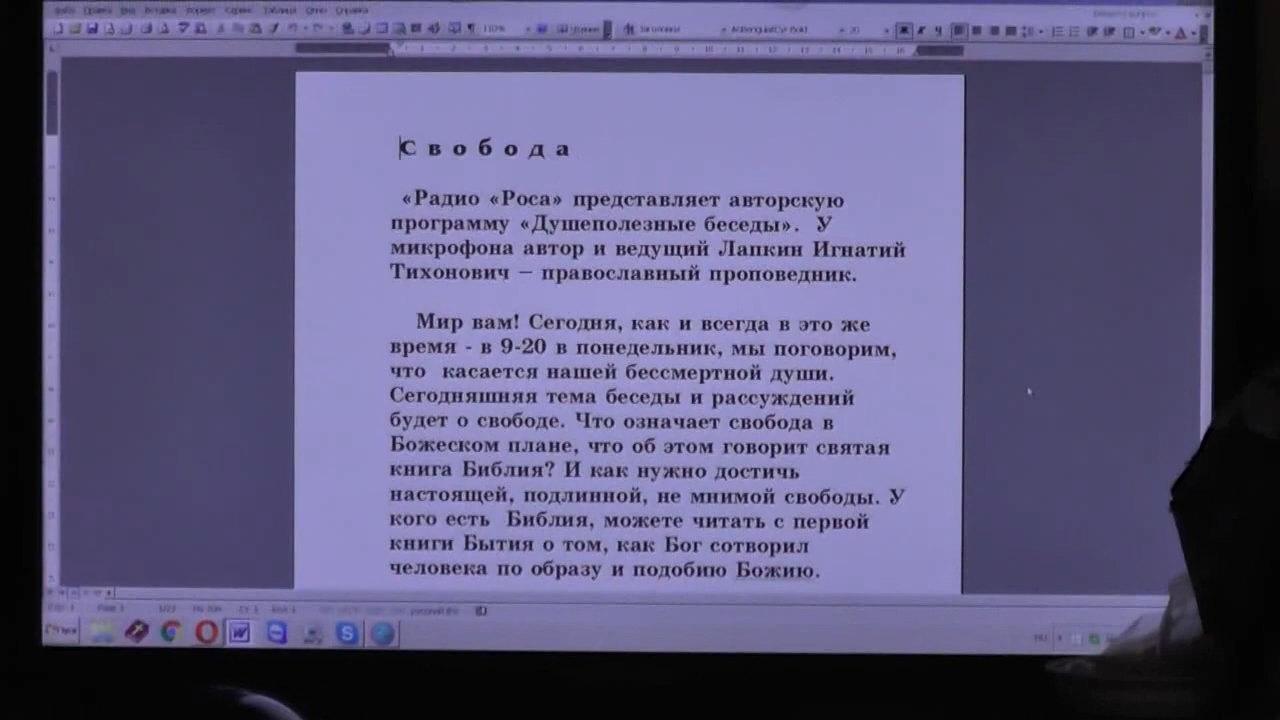 Свобода
«Радио «Роса» представляет авторскую
программу «Душеполезные беседы». У
микрофона автор и ведущий Лапкин Игнатий
Тихонович – православный проповедник.
Мир вам! Сегодня, как и всегда в это же
время - в 9-20 в понедельник, мы поговорим,
что касается нашей бессмертной души.
Сегодняшняя тема беседы и рассуждений
будет о свободе. Что означает свобода в
Божеском плане, что об этом говорит святая
книга Библия? И как нужно достичь
настоящей, подлинной, не мнимой свободы. У
кого есть Библия, можете читать с первой
книги Бытия о том, как Бог сотворил
человека по образу и подобию Божию.